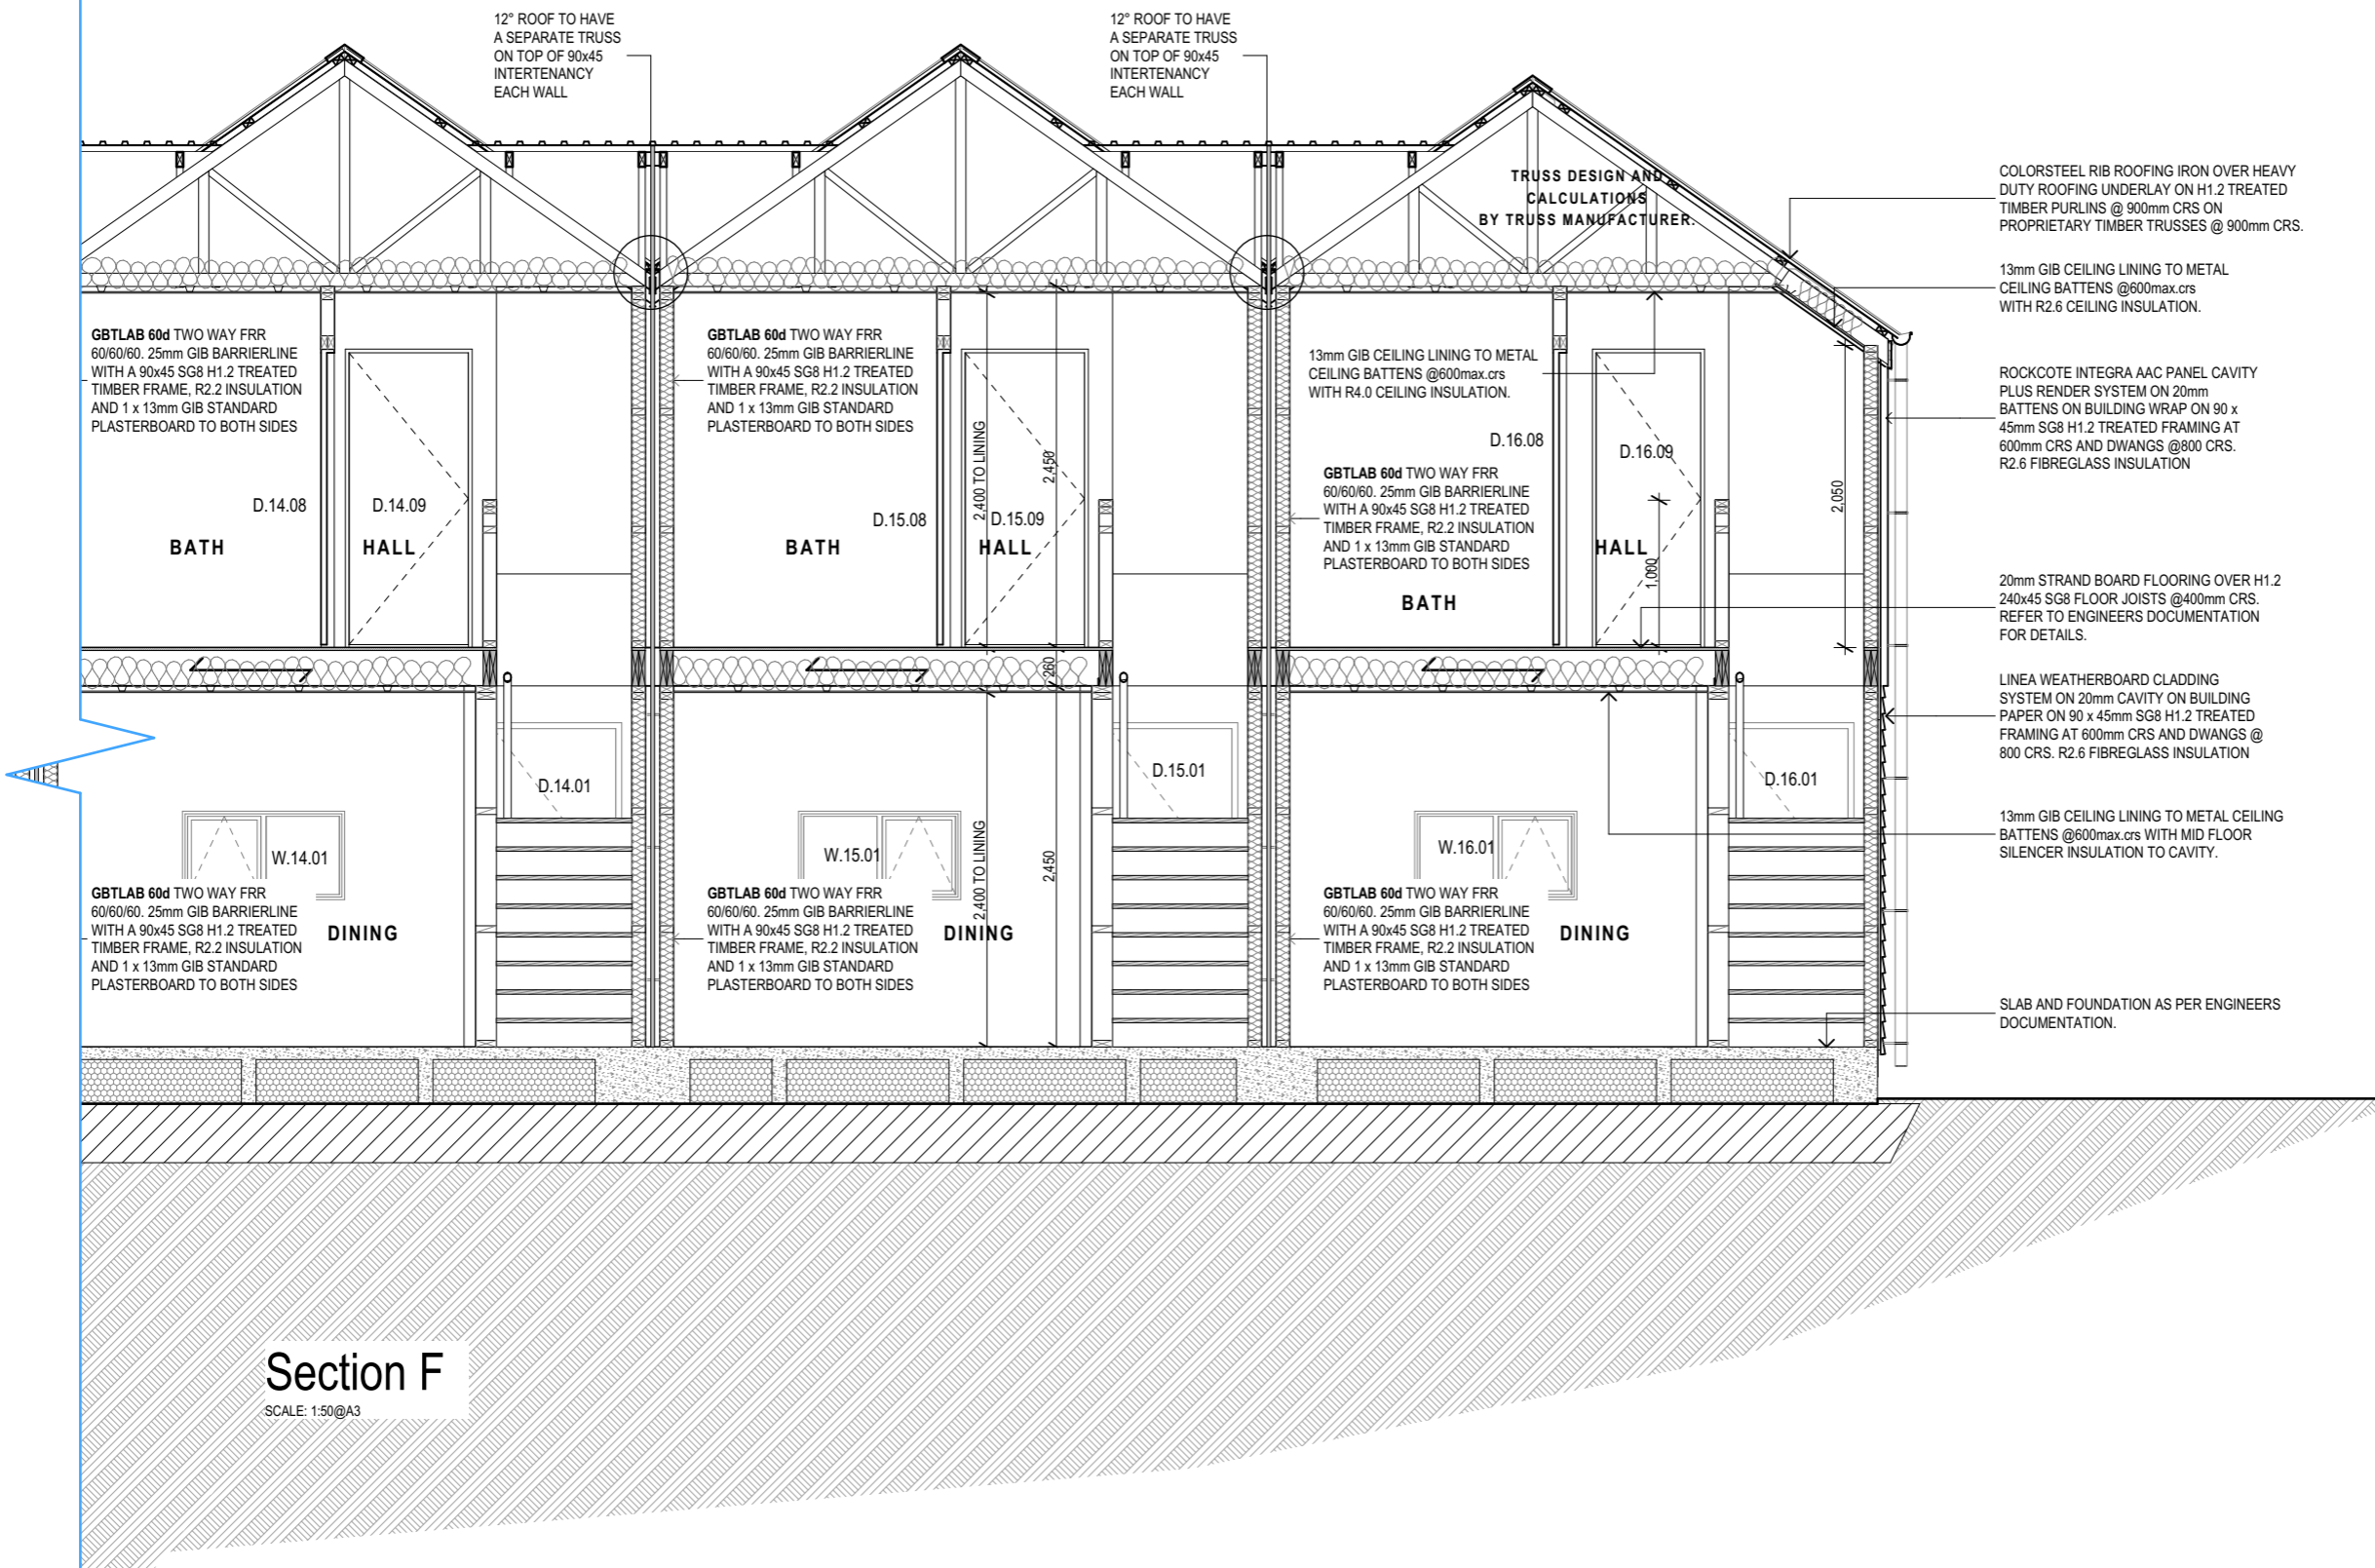 12° ROOF TO HAVE
A SEPARATE TRUSS
ON TOP OF 90x45
INTERTENANCY
EACH WALL
12° ROOF TO HAVE
A SEPARATE TRUSS
ON TOP OF 90x45
INTERTENANCY
EACH WALL
TRUSS DESIGN AND
CALCULATIONS
BY TRUSS MANUFACTURER.
COLORSTEEL RIB ROOFING IRON OVER HEAVY
DUTY ROOFING UNDERLAY ON H1.2 TREATED
TIMBER PURLINS @ 900mm CRS ON
PROPRIETARY TIMBER TRUSSES @ 900mm CRS.
13mm GIB CEILING LINING TO METAL
CEILING BATTENS @600max.crs
WITH R2.6 CEILING INSULATION.
GBTLAB 60d TWO WAY FRR
60/60/60. 25mm GIB BARRIERLINE
WITH A 90x45 SG8 H1.2 TREATED
TIMBER FRAME, R2.2 INSULATION
AND 1 x 13mm GIB STANDARD
PLASTERBOARD TO BOTH SIDES
D.14.08
D.14.09
BATH
HALL
GBTLAB 60d TWO WAY FRR
60/60/60. 25mm GIB BARRIERLINE
WITH A 90x45 SG8 H1.2 TREATED
TIMBER FRAME, R2.2 INSULATION
AND 1 x 13mm GIB STANDARD
PLASTERBOARD TO BOTH SIDES
2,400 TO LINING
2,450
D.15.08
D.15.09
BATH
HALL
13mm GIB CEILING LINING TO METAL
CEILING BATTENS @600max.crs
WITH R4.0 CEILING INSULATION.
D.16.08
D.16.09
GBTLAB 60d TWO WAY FRR
60/60/60. 25mm GIB BARRIERLINE
WITH A 90x45 SG8 H1.2 TREATED
TIMBER FRAME, R2.2 INSULATION
AND 1 x 13mm GIB STANDARD
PLASTERBOARD TO BOTH SIDES
HALL
1,000
2,050
BATH
ROCKCOTE INTEGRA AAC PANEL CAVITY
PLUS RENDER SYSTEM ON 20mm
BATTENS ON BUILDING WRAP ON 90 x
45mm SG8 H1.2 TREATED FRAMING AT
600mm CRS AND DWANGS @800 CRS.
R2.6 FIBREGLASS INSULATION
20mm STRAND BOARD FLOORING OVER H1.2
240x45 SG8 FLOOR JOISTS @400mm CRS.
REFER TO ENGINEERS DOCUMENTATION
FOR DETAILS.
260
LINEA WEATHERBOARD CLADDING
SYSTEM ON 20mm CAVITY ON BUILDING
PAPER ON 90 x 45mm SG8 H1.2 TREATED
FRAMING AT 600mm CRS AND DWANGS @
800 CRS. R2.6 FIBREGLASS INSULATION
D.14.01
D.15.01
D.16.01
13mm GIB CEILING LINING TO METAL CEILING
BATTENS @600max.crs WITH MID FLOOR
SILENCER INSULATION TO CAVITY.
W.14.01
GBTLAB 60d TWO WAY FRR
60/60/60. 25mm GIB BARRIERLINE
WITH A 90x45 SG8 H1.2 TREATED
TIMBER FRAME, R2.2 INSULATION
AND 1 x 13mm GIB STANDARD
PLASTERBOARD TO BOTH SIDES
DINING
W.15.01
2,400 TO LINING
2,450
GBTLAB 60d TWO WAY FRR
60/60/60. 25mm GIB BARRIERLINE
WITH A 90x45 SG8 H1.2 TREATED
TIMBER FRAME, R2.2 INSULATION
AND 1 x 13mm GIB STANDARD
PLASTERBOARD TO BOTH SIDES
DINING
W.16.01
GBTLAB 60d TWO WAY FRR
60/60/60. 25mm GIB BARRIERLINE
WITH A 90x45 SG8 H1.2 TREATED
TIMBER FRAME, R2.2 INSULATION
AND 1 x 13mm GIB STANDARD
PLASTERBOARD TO BOTH SIDES
DINING
SLAB AND FOUNDATION AS PER ENGINEERS
DOCUMENTATION.
Section F
SCALE: 1:50@A3